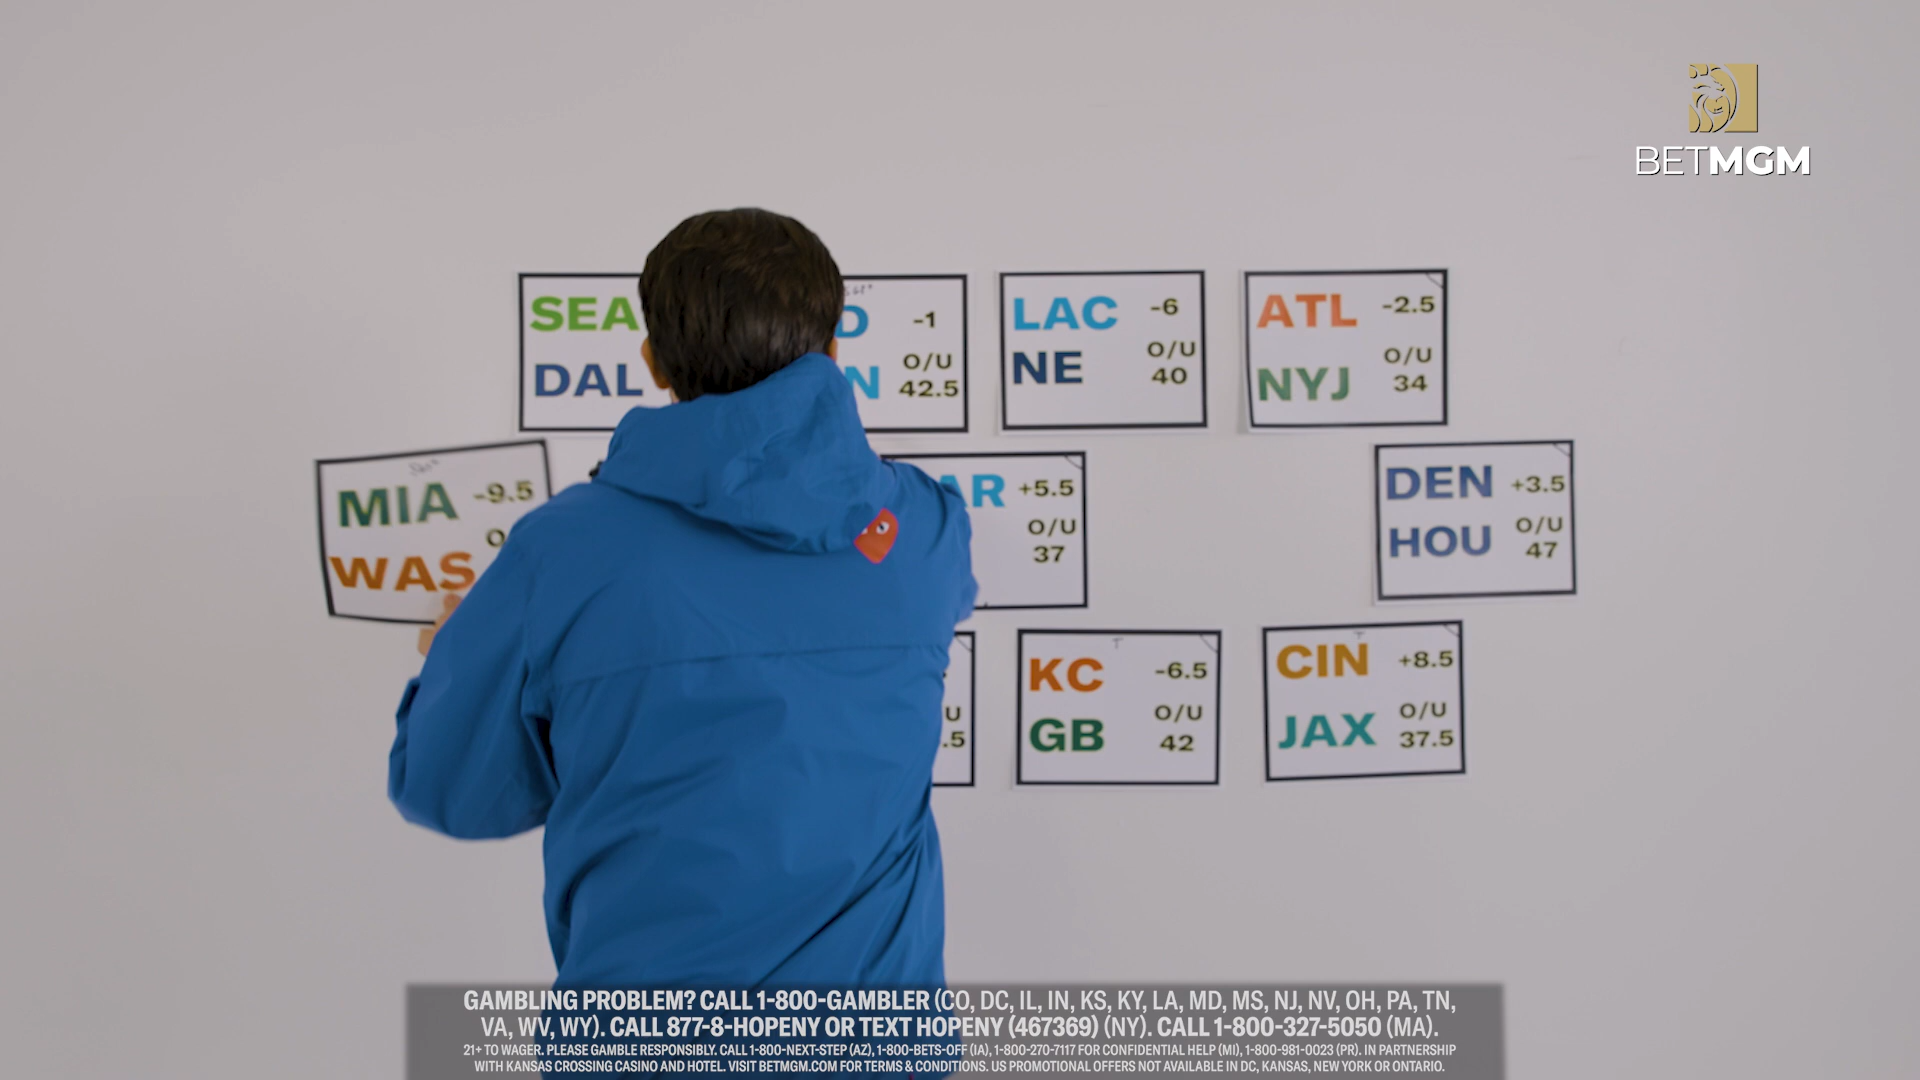 BETMGM
SEA
DAL
-1
O/U
42.5
LAC -6
NE O/U
40
ATL -2.5
NYJ O/U
34
MIA -9.5
WAS
+5.5
O/U
37
DEN +3.5
HOU O/U
47
KC -6.5
GB O/U
42
CIN +8.5
JAX O/U
37.5
GAMBLING PROBLEM? CALL 1-800-GAMBLER (CO, DC, IL, IN, KS, KY, LA, MD, MS, NJ, NV, OH, PA, TN,
VA, WV, WY). CALL 877-8-HOPENY OR TEXT HOPENY (467369) (NY). CALL 1-800-327-5050 (MA).
21+ TO WAGER. PLEASE GAMBLE RESPONSIBLY. CALL 1-800-NEXT-STEP (AZ), 1-800-BETS-OFF (IA), 1-800-270-7117 FOR CONFIDENTIAL HELP (MI), 1-800-981-0023 (PR). IN PARTNERSHIP
WITH KANSAS CROSSING CASINO AND HOTEL. VISIT BETMGM.COM FOR TERMS & CONDITIONS. US PROMOTIONAL OFFERS NOT AVAILABLE IN DC, KANSAS, NEW YORK OR ONTARIO.